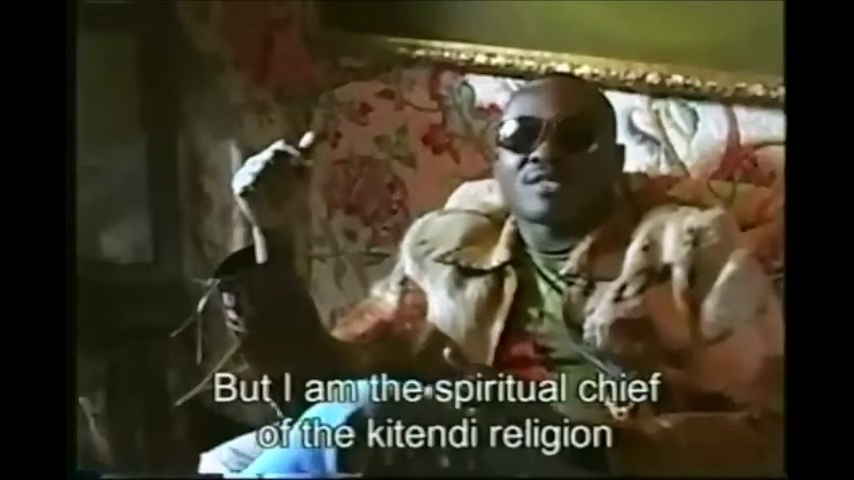 But I am the spiritual chief
of the kitendi religion